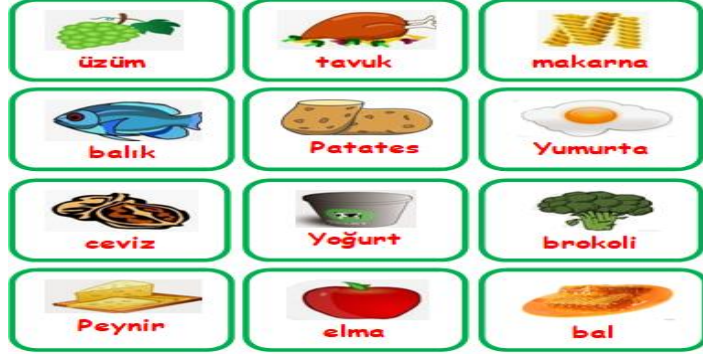 üzüm
tavuk
makarna
balık
Patates
Yumurta
ceviz
Yoğurt
brokoli
Peynir
elma
bal